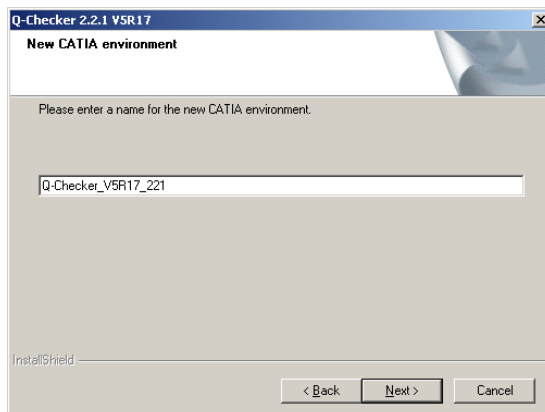 Q-Checker 2.2.1 V5R17
New CATIA environment
Please enter a name for the new CATIA environment.
Q-Checker_V5R17_221
InstallShield
< Back
Next >
Cancel